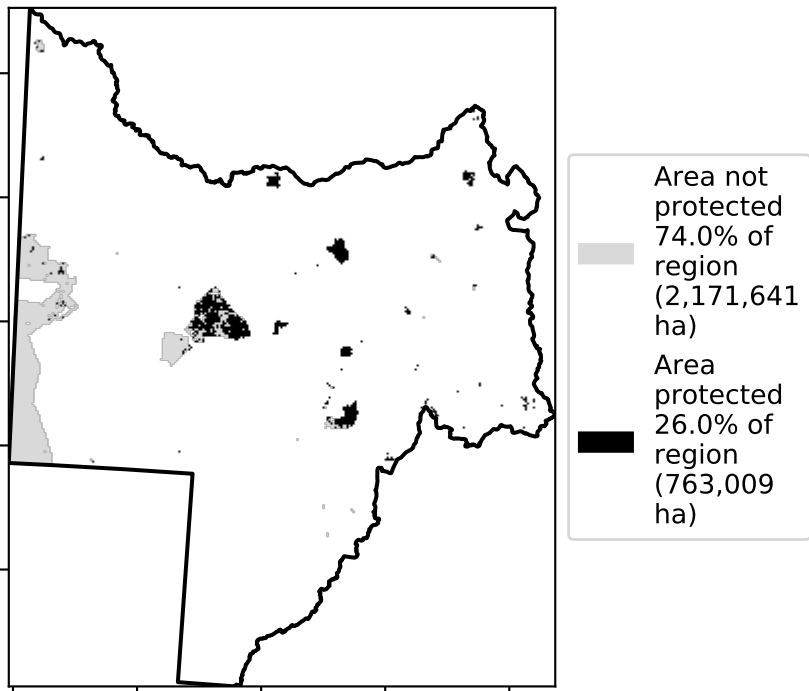 Area not
protected
74.0% of
region
(2,171,641
ha)
Area
protected
26.0% of
region
(763,009
ha)